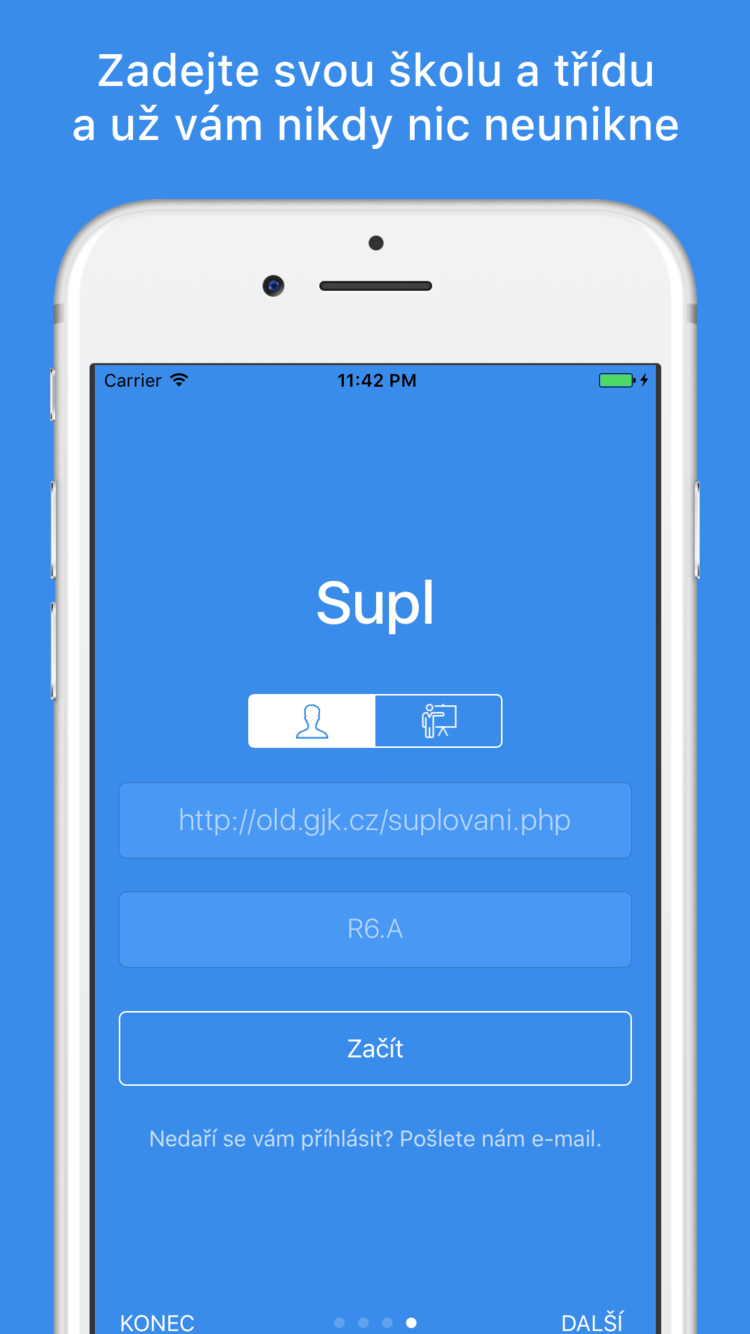 Zadejte svou školu a třídu
a už vám nikdy nic neunikne
Carrier 11:42 PM
Supl
http://old.gjk.cz/suplovani.php
R6.A
Začít
Nedaří se vám příhlásit? Pošlete nám e-mail.
KONEC DALŠÍ